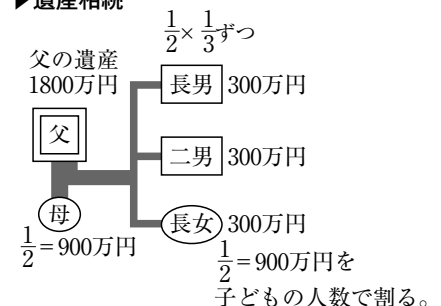 ▶遺産相続
1/2×1/3ずつ
父の遺産
1800万円
長男 300万円
父
二男 300万円
母
長女 300万円
1/2=900万円
1/2=900万円を
子どもの人数で割る。